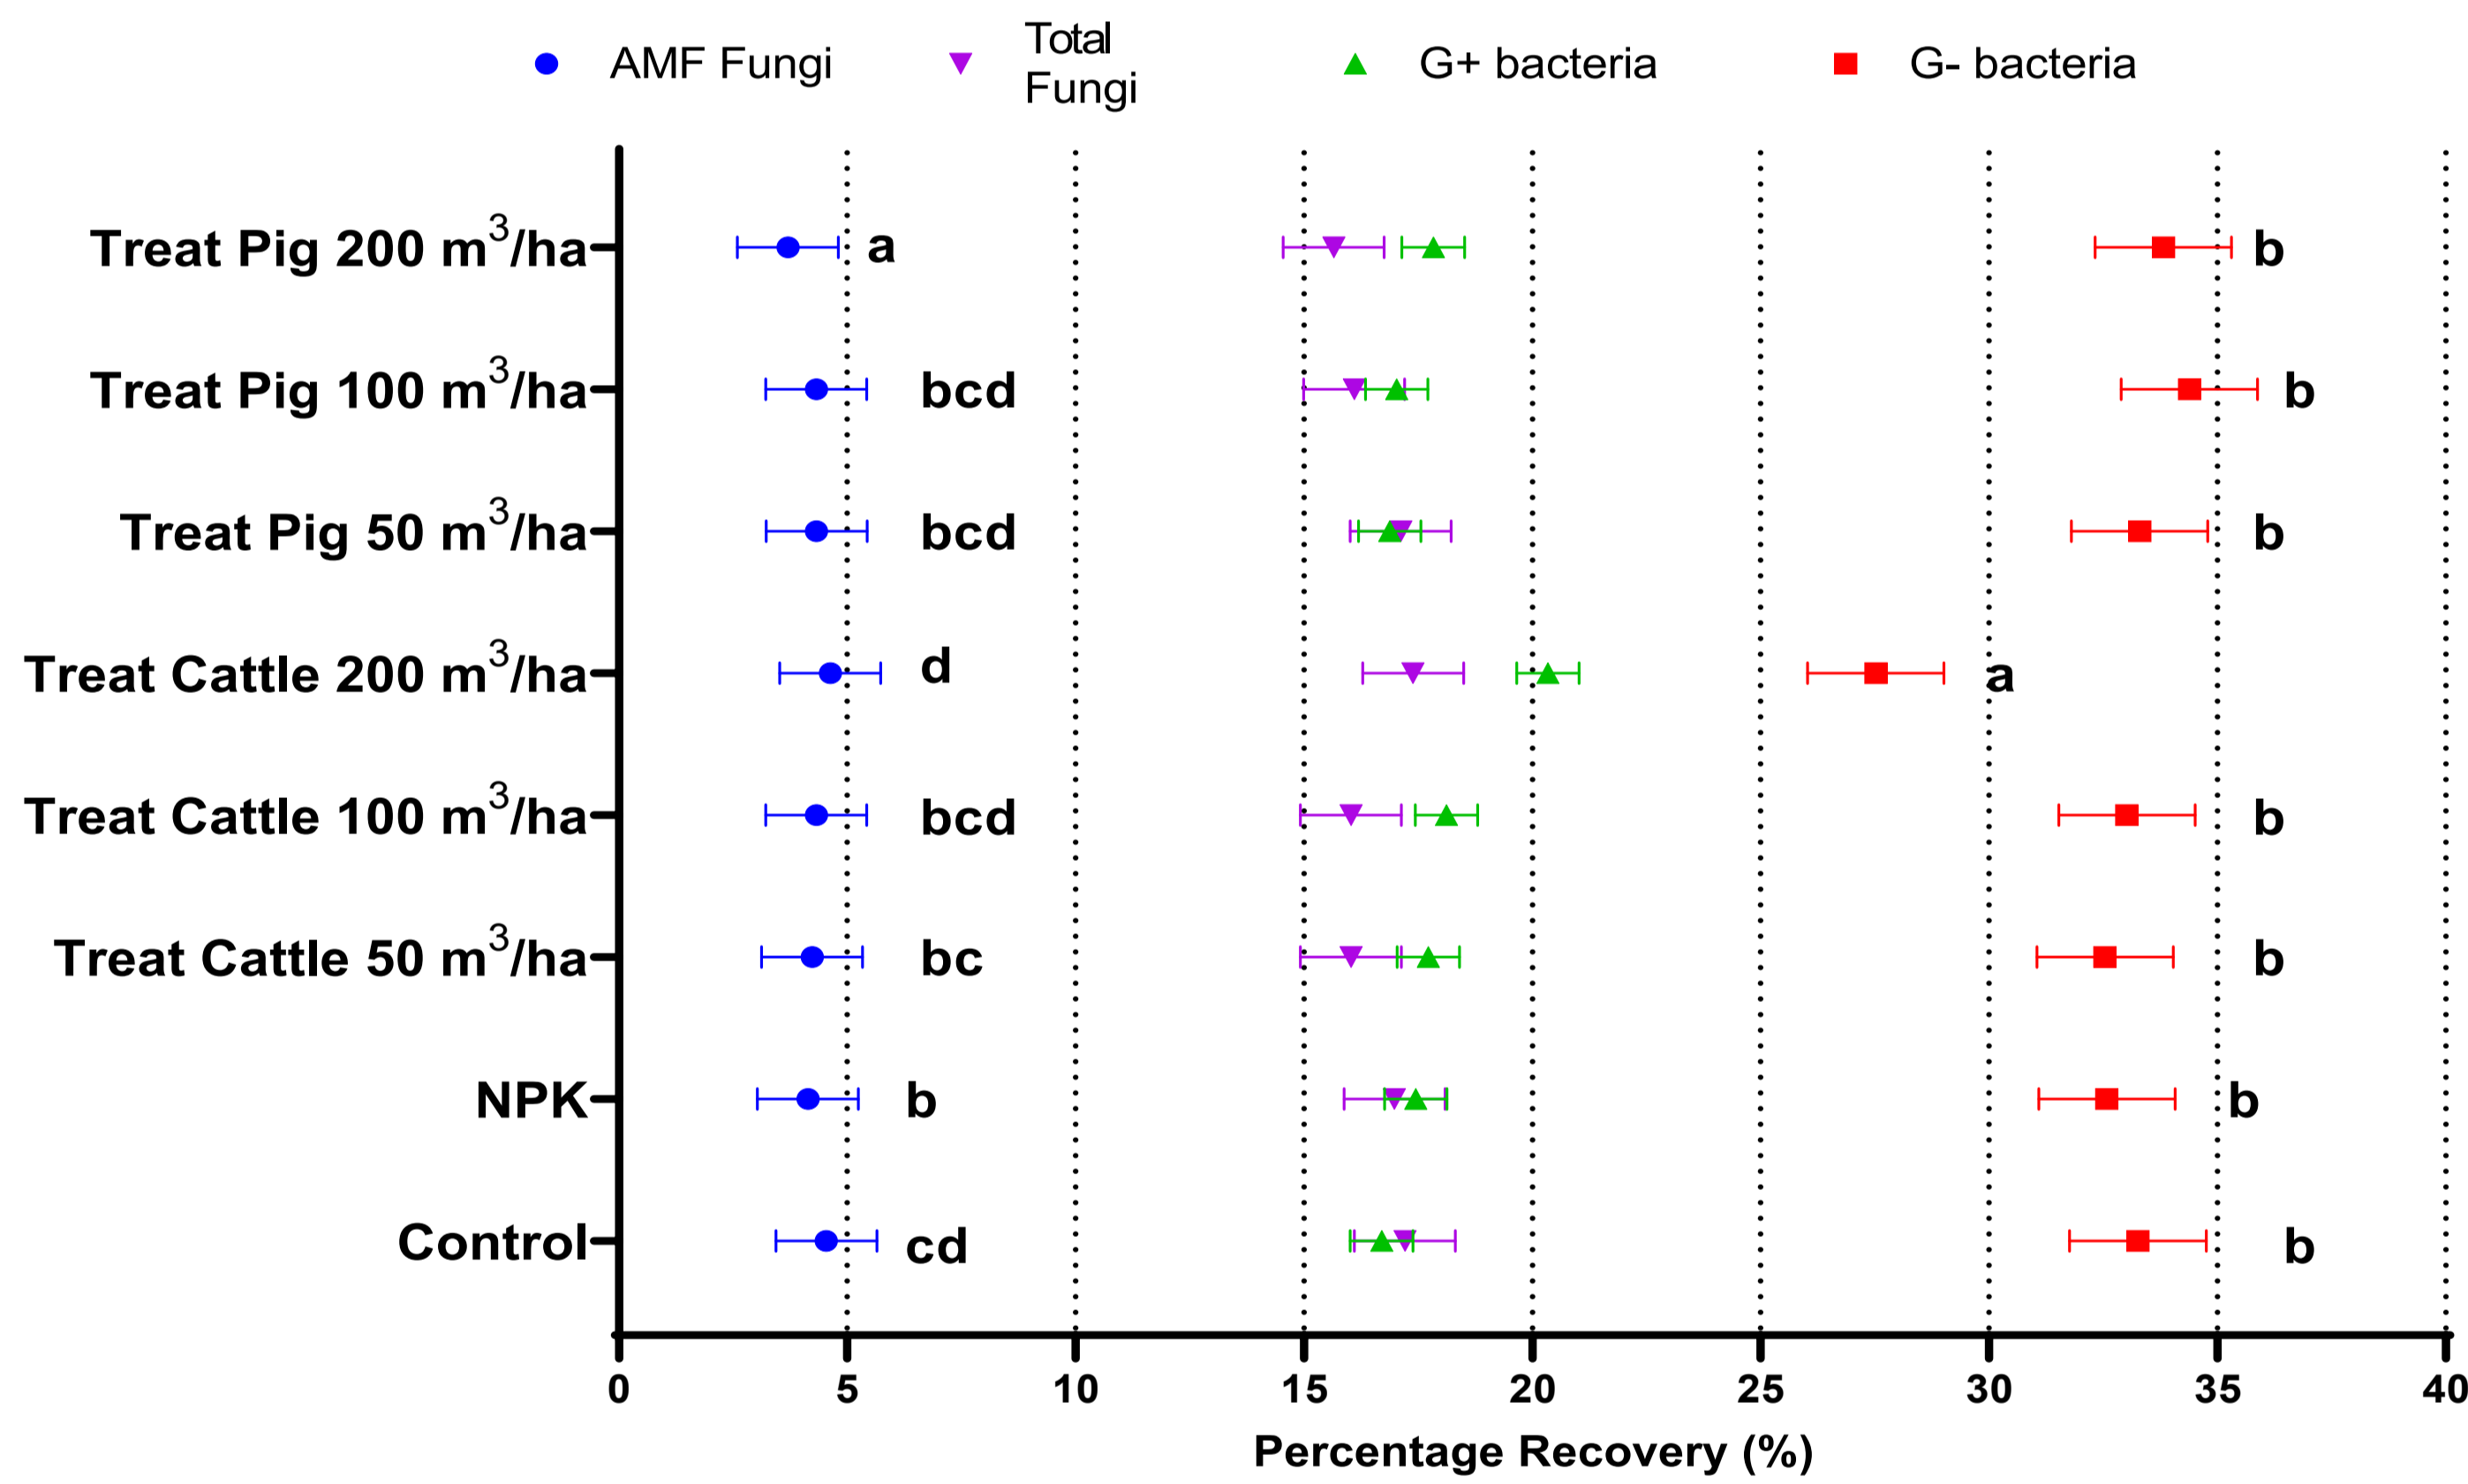 AMF Fungi
Total
Fungi
G+ bacteria
G- bacteria
Treat Pig 200 m³/ha a b
Treat Pig 100 m³/ha bcd b
Treat Pig 50 m³/ha bcd b
Treat Cattle 200 m³/ha d a
Treat Cattle 100 m³/ha bcd b
Treat Cattle 50 m³/ha bc b
NPK b b
Control cd b
0 5 10 15 20 25 30 35 40
Percentage Recovery (%)